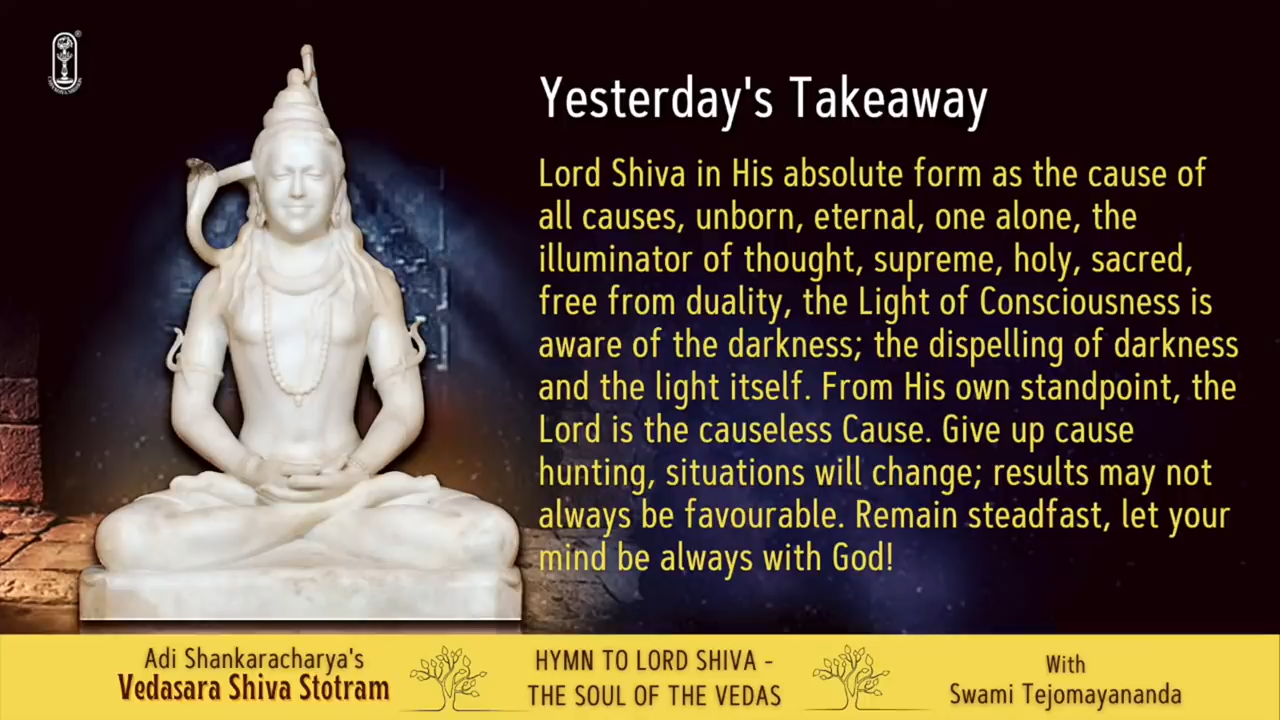 Yesterday's Takeaway
Lord Shiva in His absolute form as the cause of
all causes, unborn, eternal, one alone, the
illuminator of thought, supreme, holy, sacred,
free from duality, the Light of Consciousness is
aware of the darkness; the dispelling of darkness
and the light itself. From His own standpoint, the
Lord is the causeless Cause. Give up cause
hunting, situations will change; results may not
always be favourable. Remain steadfast, let your
mind be always with God!
Adi Shankaracharya's
Vedasara Shiva Stotram
HYMN TO LORD SHIVA -
THE SOUL OF THE VEDAS
With
Swami Tejomayananda